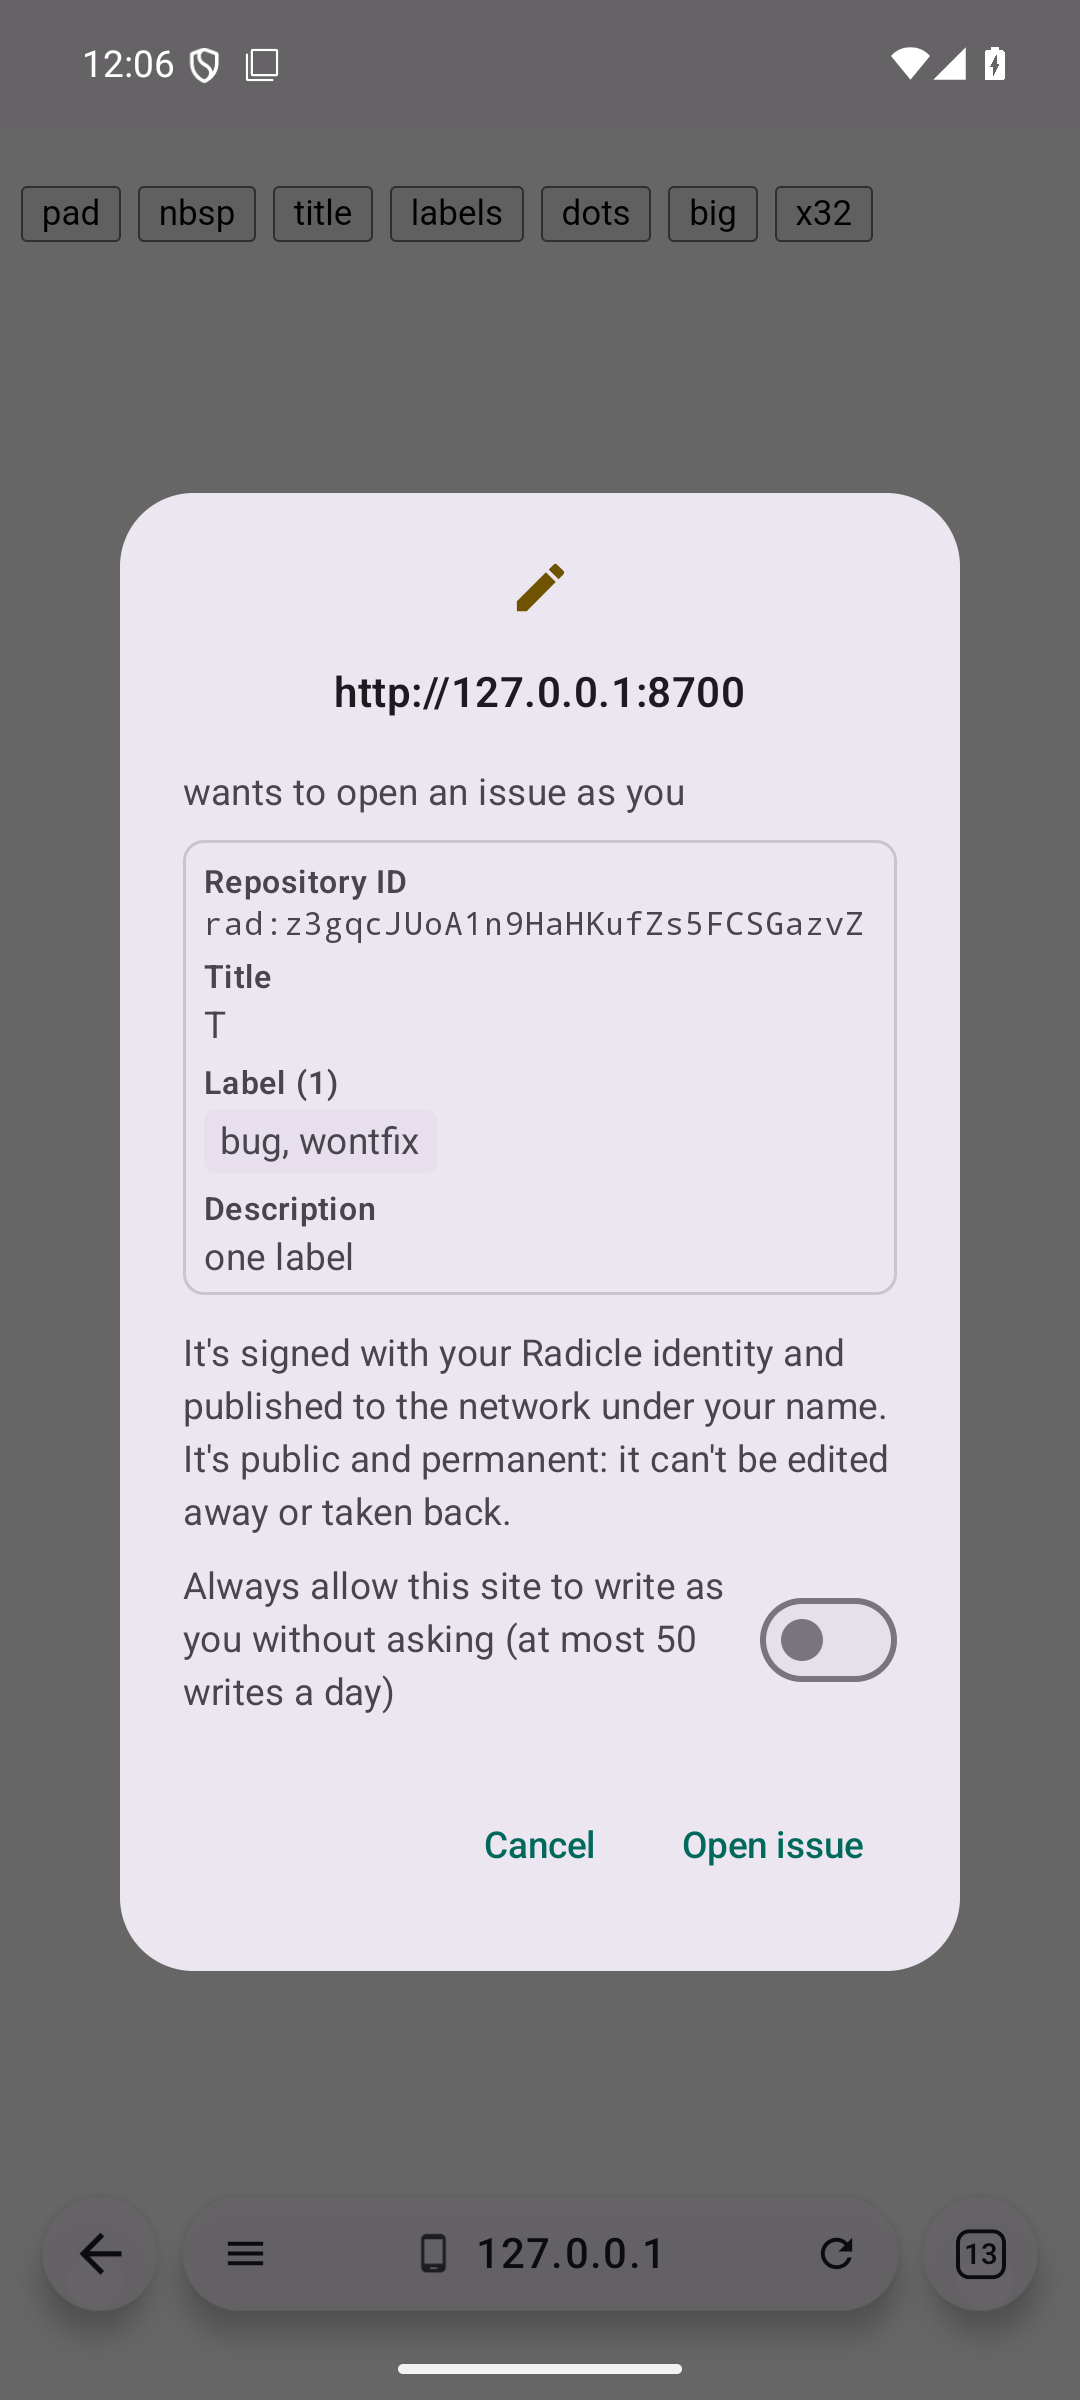 12:06
pad nbsp title labels dots big x32
http://127.0.0.1:8700
wants to open an issue as you
Repository ID
rad:z3gqcJUoA1n9HaHKufZs5FCSGazvZ
Title
T
Label (1)
bug, wontfix
Description
one label
It's signed with your Radicle identity and
published to the network under your name.
It's public and permanent: it can't be edited
away or taken back.
Always allow this site to write as
you without asking (at most 50
writes a day)
Cancel Open issue
127.0.0.1 13